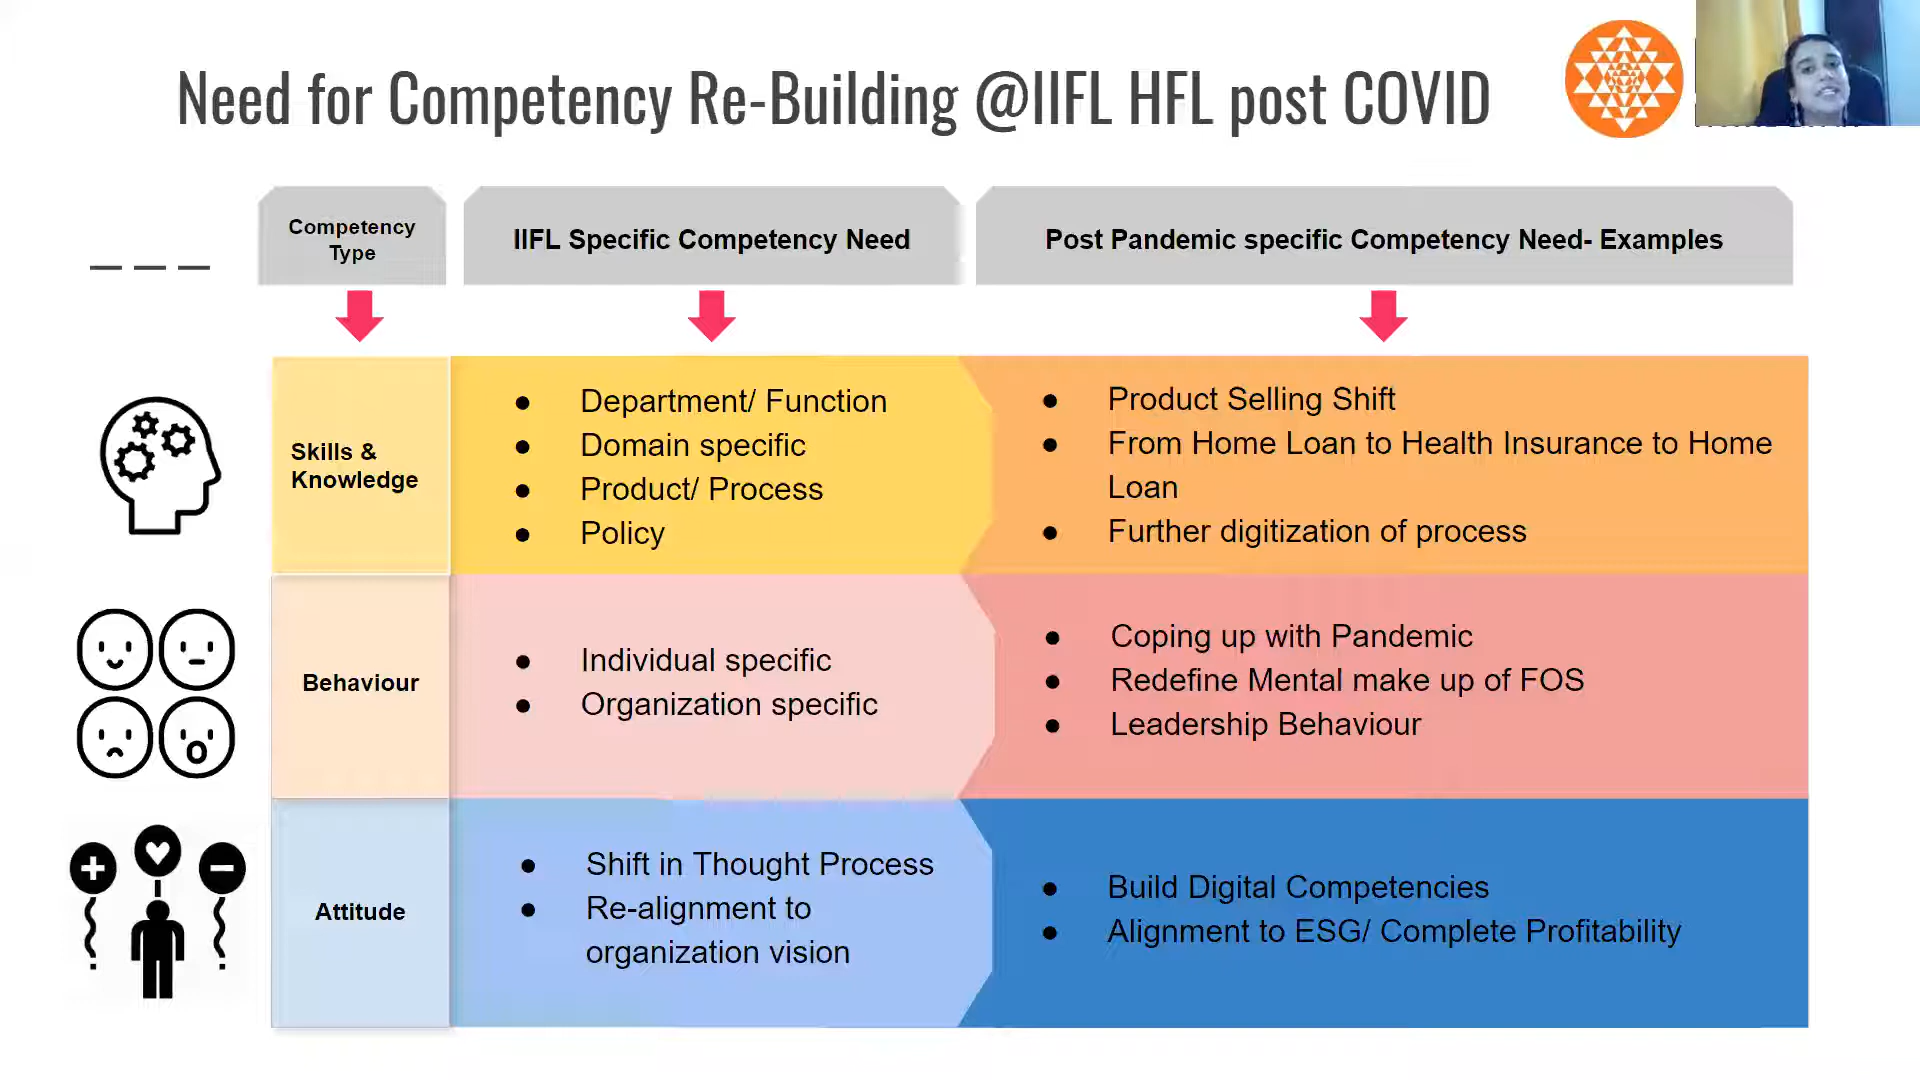 Need for Competency Re-Building @IIFL HFL post COVID
Competency
Type
IIFL Specific Competency Need
Post Pandemic specific Competency Need- Examples
Skills &
Knowledge
● Department/ Function
● Domain specific
● Product/ Process
● Policy
● Product Selling Shift
● From Home Loan to Health Insurance to Home
Loan
● Further digitization of process
Behaviour
● Individual specific
● Organization specific
● Coping up with Pandemic
● Redefine Mental make up of FOS
● Leadership Behaviour
Attitude
● Shift in Thought Process
● Re-alignment to
organization vision
● Build Digital Competencies
● Alignment to ESG/ Complete Profitability